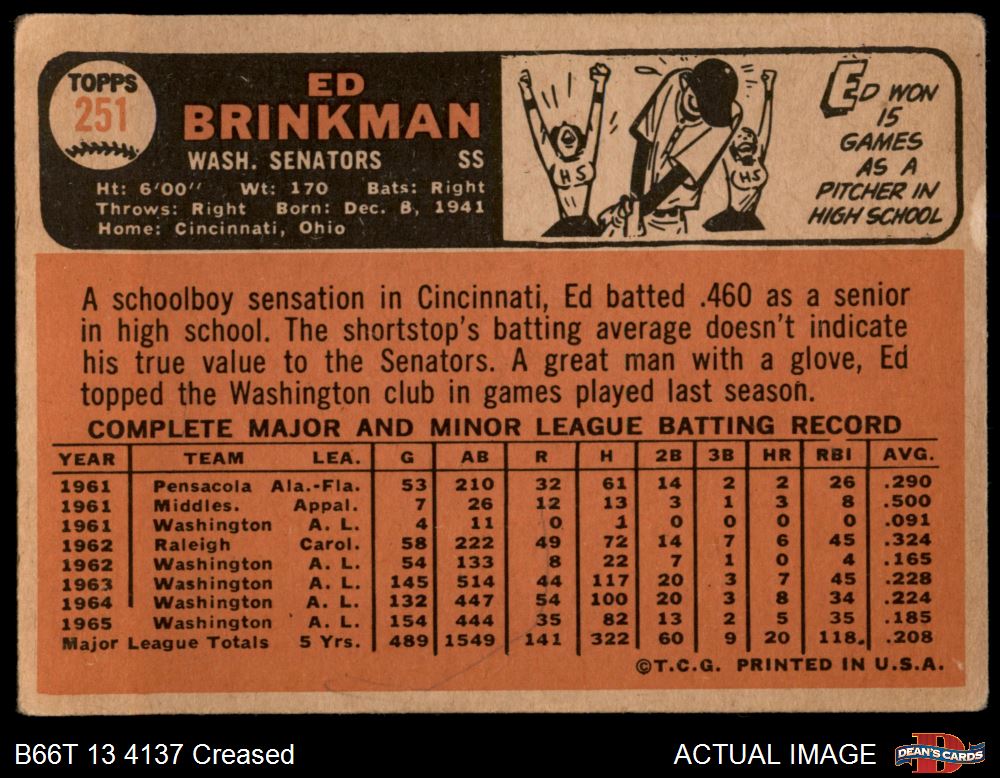 TOPPS
251
ED
BRINKMAN
WASH. SENATORS SS
Ht: 6'00" Wt: 170 Bats: Right
Throws: Right Born: Dec. 8, 1941
Home: Cincinnati, Ohio
HS
HS
ED WON
15
GAMES
AS A
PITCHER IN
HIGH SCHOOL
A schoolboy sensation in Cincinnati, Ed batted .460 as a senior
in high school. The shortstop's batting average doesn't indicate
his true value to the Senators. A great man with a glove, Ed
topped the Washington club in games played last season.
COMPLETE MAJOR AND MINOR LEAGUE BATTING RECORD
YEAR TEAM LEA. G AB R H 2B 3B HR RBI AVG.
1961 Pensacola Ala.-Fla. 53 210 32 61 14 2 2 26 .290
1961 Middles. Appal. 7 26 12 13 3 1 3 8 .500
1961 Washington A. L. 4 11 0 1 0 0 0 0 .091
1962 Raleigh Carol. 58 222 49 72 14 7 6 45 .324
1962 Washington A. L. 54 133 8 22 7 1 0 4 .165
1963 Washington A. L. 145 514 44 117 20 3 7 45 .228
1964 Washington A. L. 132 447 54 100 20 3 8 34 .224
1965 Washington A. L. 154 444 35 82 13 2 5 35 .185
Major League Totals 5 Yrs. 489 1549 141 322 60 9 20 118 .208
©T.C.G. PRINTED IN U.S.A.
B66T 13 4137 Creased ACTUAL IMAGE
DEAN'S CARDS